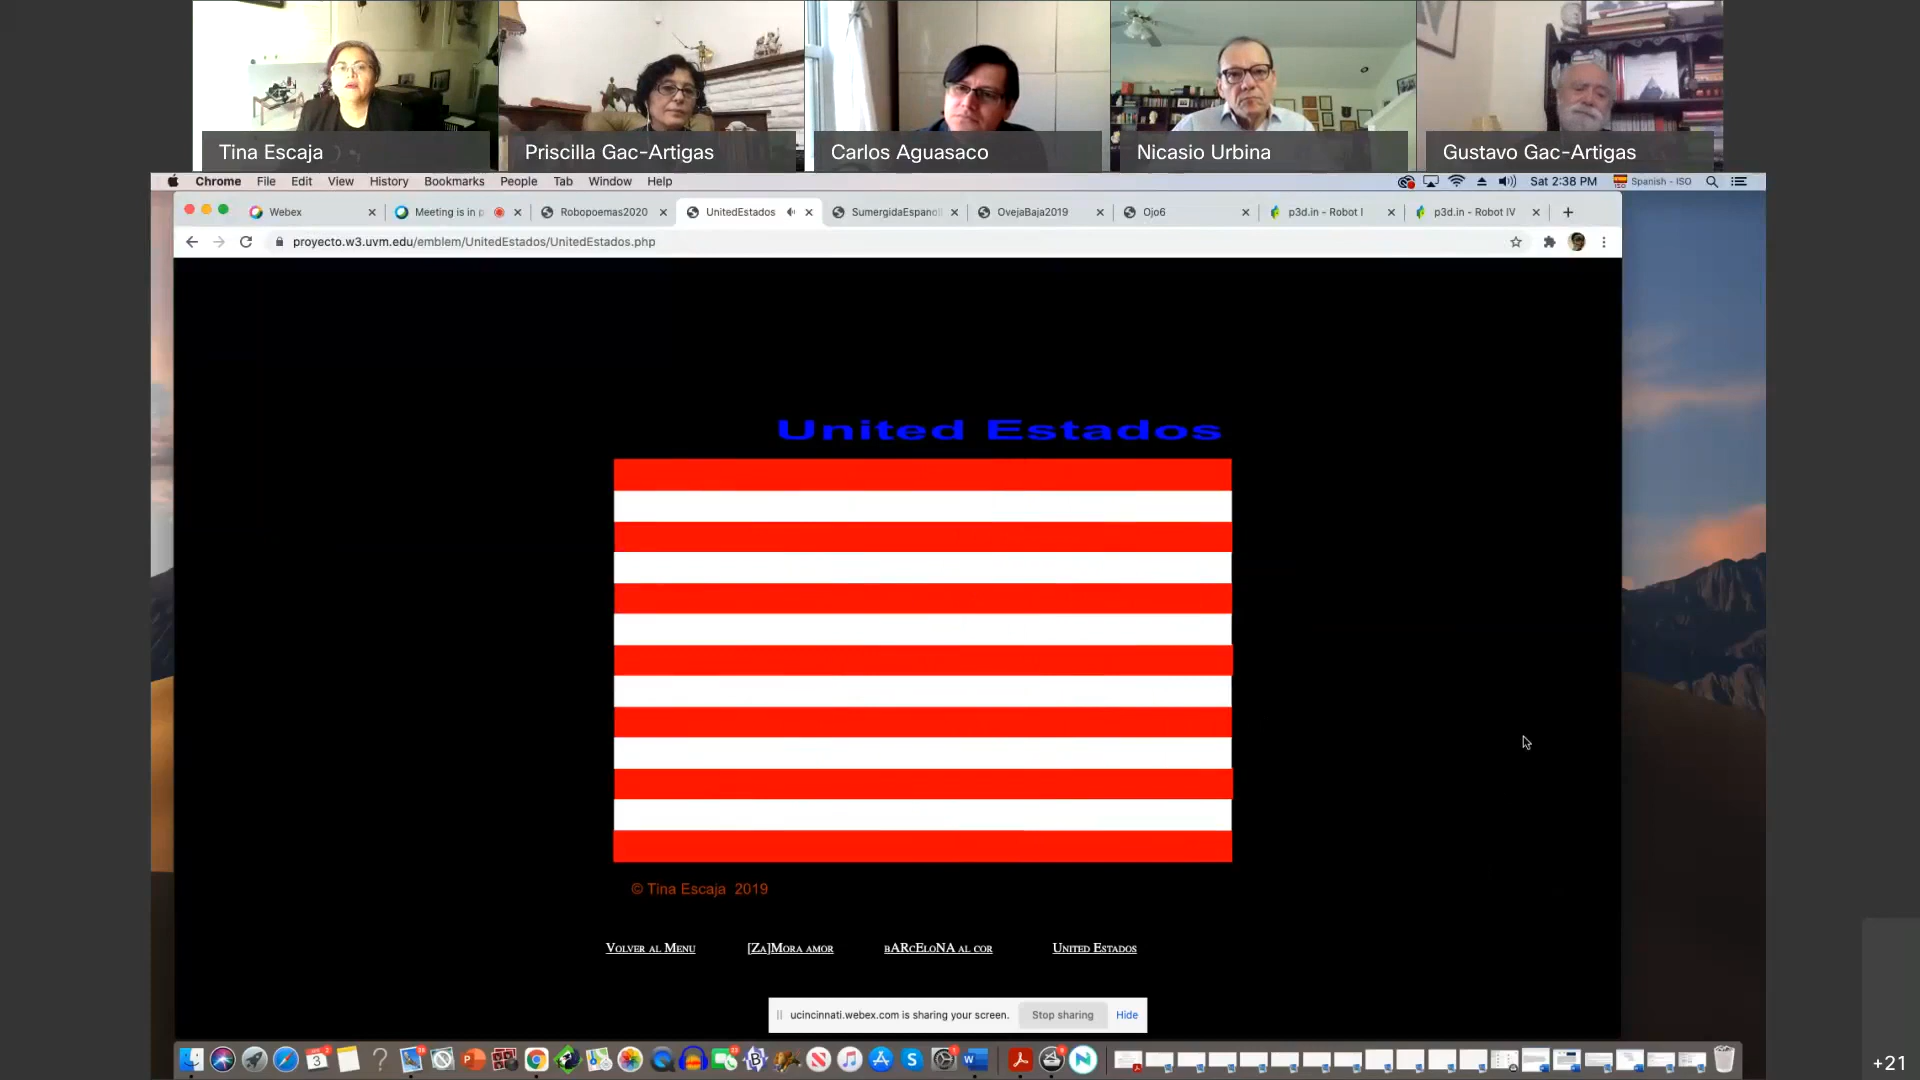 Tina Escaja
Priscilla Gac-Artigas
Carlos Aguasaco
Nicasio Urbina
Gustavo Gac-Artigas
Chrome File Edit View History Bookmarks People Tab Window Help
Sat 2:38 PM
Spanish - ISO
Webex
Meeting is in p
Robopoemas2020
UnitedEstados
SumergidaEspanol
OvejaBaja2019
Ojo6
p3d.in - Robot I
p3d.in - Robot IV
proyecto.w3.uvm.edu/emblem/UnitedEstados/UnitedEstados.php
United Estados
© Tina Escaja 2019
Volver al Menu
[Za]Mora amor
bARcEloNA al cor
United Estados
ucincinnati.webex.com is sharing your screen.
Stop sharing
Hide
+21